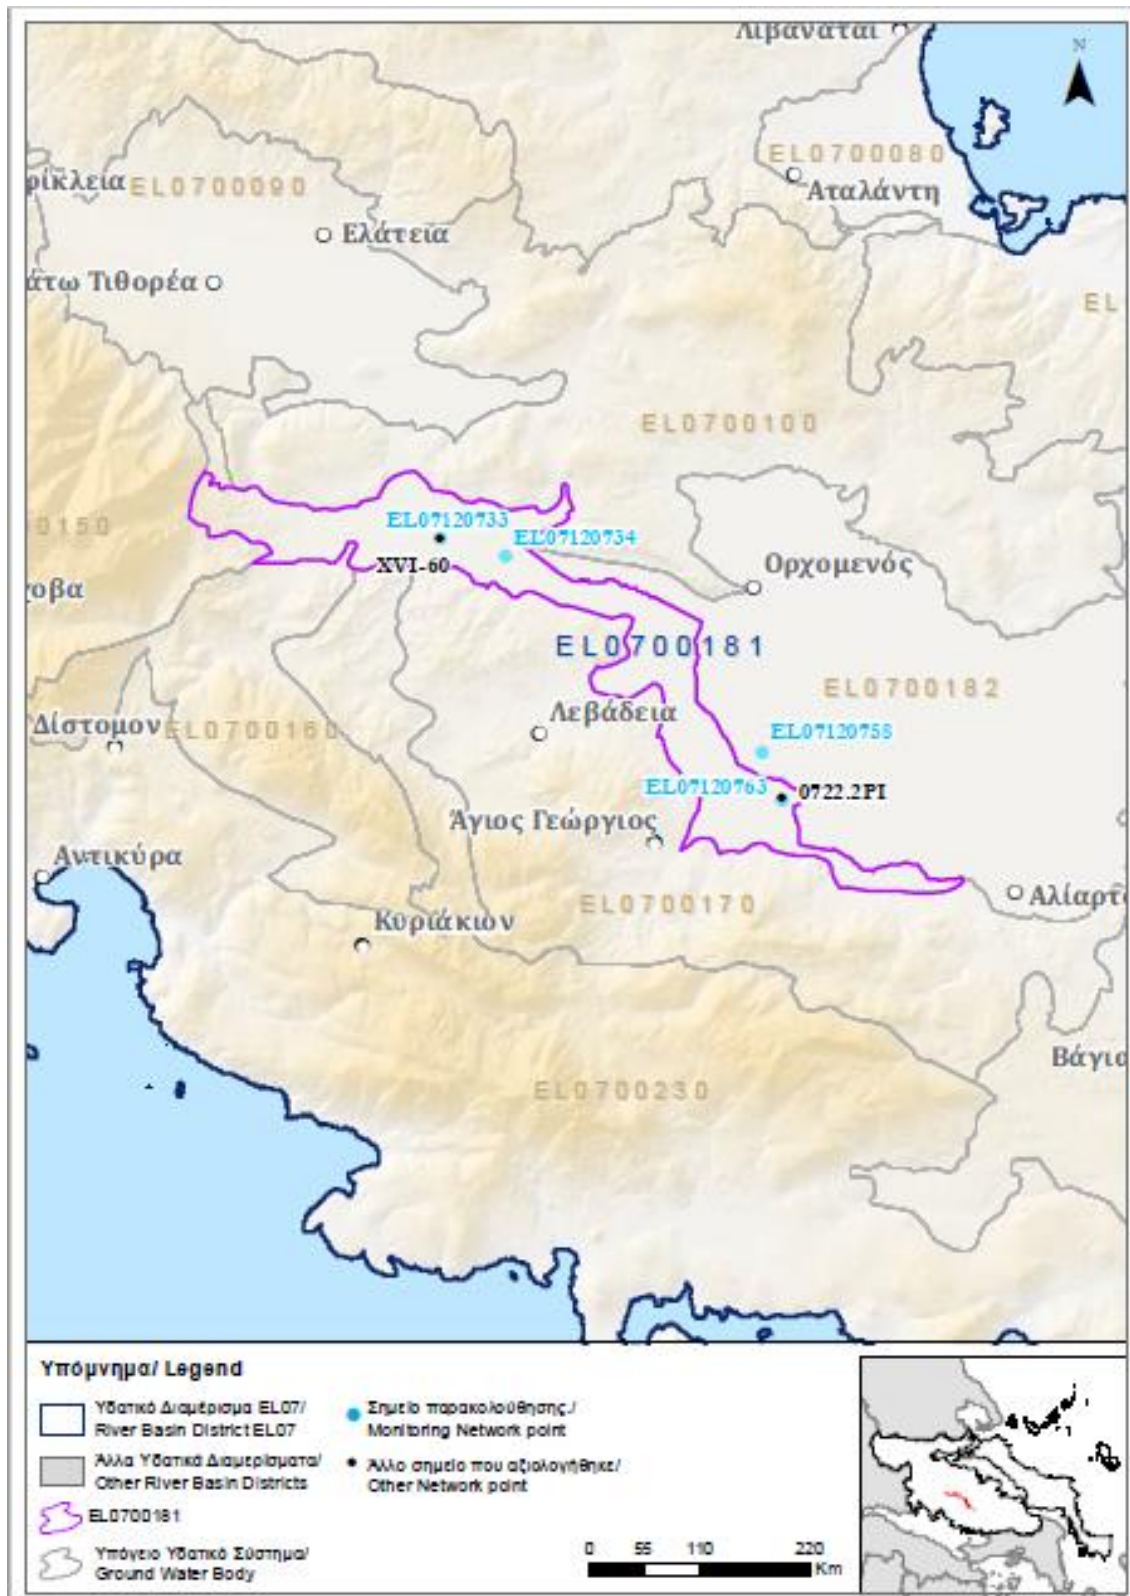 Λιβανάται
N
EL0700080
Αταλάντη
ρίκλεια
EL0700090
Ελάτεια
άτω Τιθορέα
EL
EL0700100
EL07120733
EL07120734
XVI-60
00150
Ορχομενός
χοβα
EL0700181
EL0700182
Δίστομον
EL0700160
Λεβάδεια
EL07120758
EL07120763
0722.2PI
Άγιος Γεώργιος
Αντικύρα
Αλίαρτο
EL0700170
Κυριάκιον
Βάγια
EL0700230
Υπόμνημα/ Legend
Υδατικό Διαμέρισμα EL07/
River Basin District EL07
Άλλα Υδατικά Διαμερίσματα/
Other River Basin Districts
EL0700181
Υπόγειο Υδατικό Σύστημα/
Ground Water Body
Σημείο παρακολούθησης./
Monitoring Network point
Άλλο σημείο που αξιολογήθηκε/
Other Network point
0 55 110 220
Km